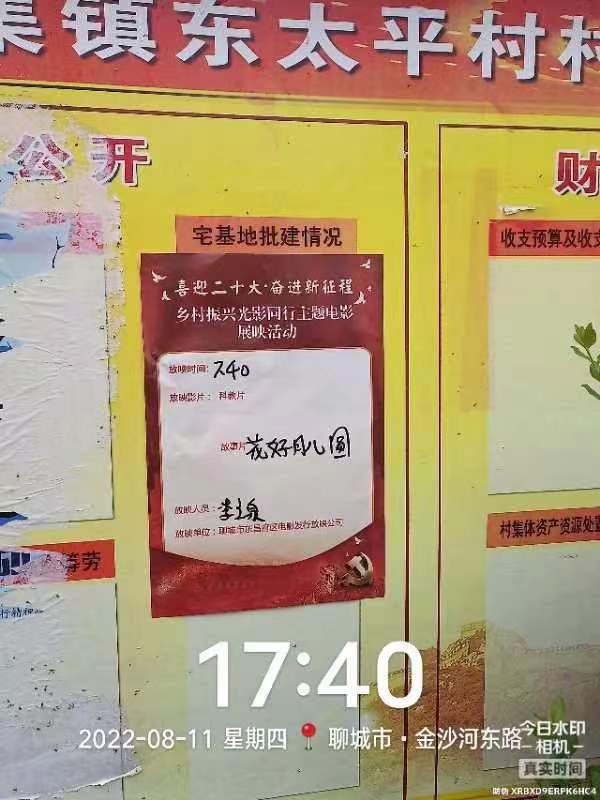 集镇东太平村村
公开
财
宅基地批建情况
收支预算及收支
喜迎二十大·奋进新征程
乡村振兴光影同行主题电影
展映活动
放映时间：7.40
放映影片：科教片
故事片 花好月儿圆
放映人员：
放映单位：聊城市东昌府区电影发行放映公司
村集体资产资源处置
等劳
17:40
2022-08-11 星期四 聊城市·金沙河东路
今日水印
-相机-
真实时间
防伪 XRBXD9ERPK6HC4